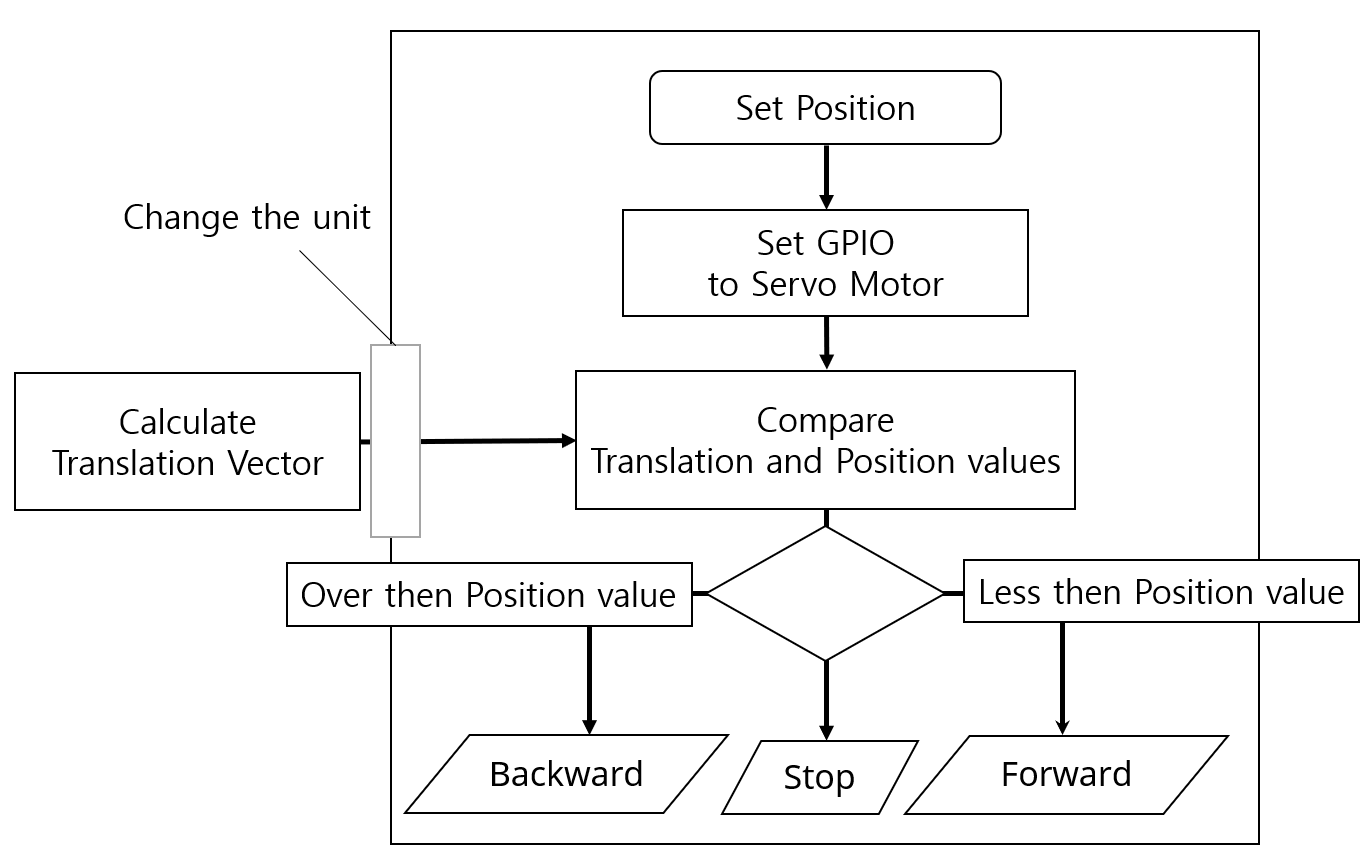 Set Position
Change the unit
Set GPIO
to Servo Motor
Calculate
Translation Vector
Compare
Translation and Position values
Over then Position value
Less then Position value
Backward
Stop
Forward